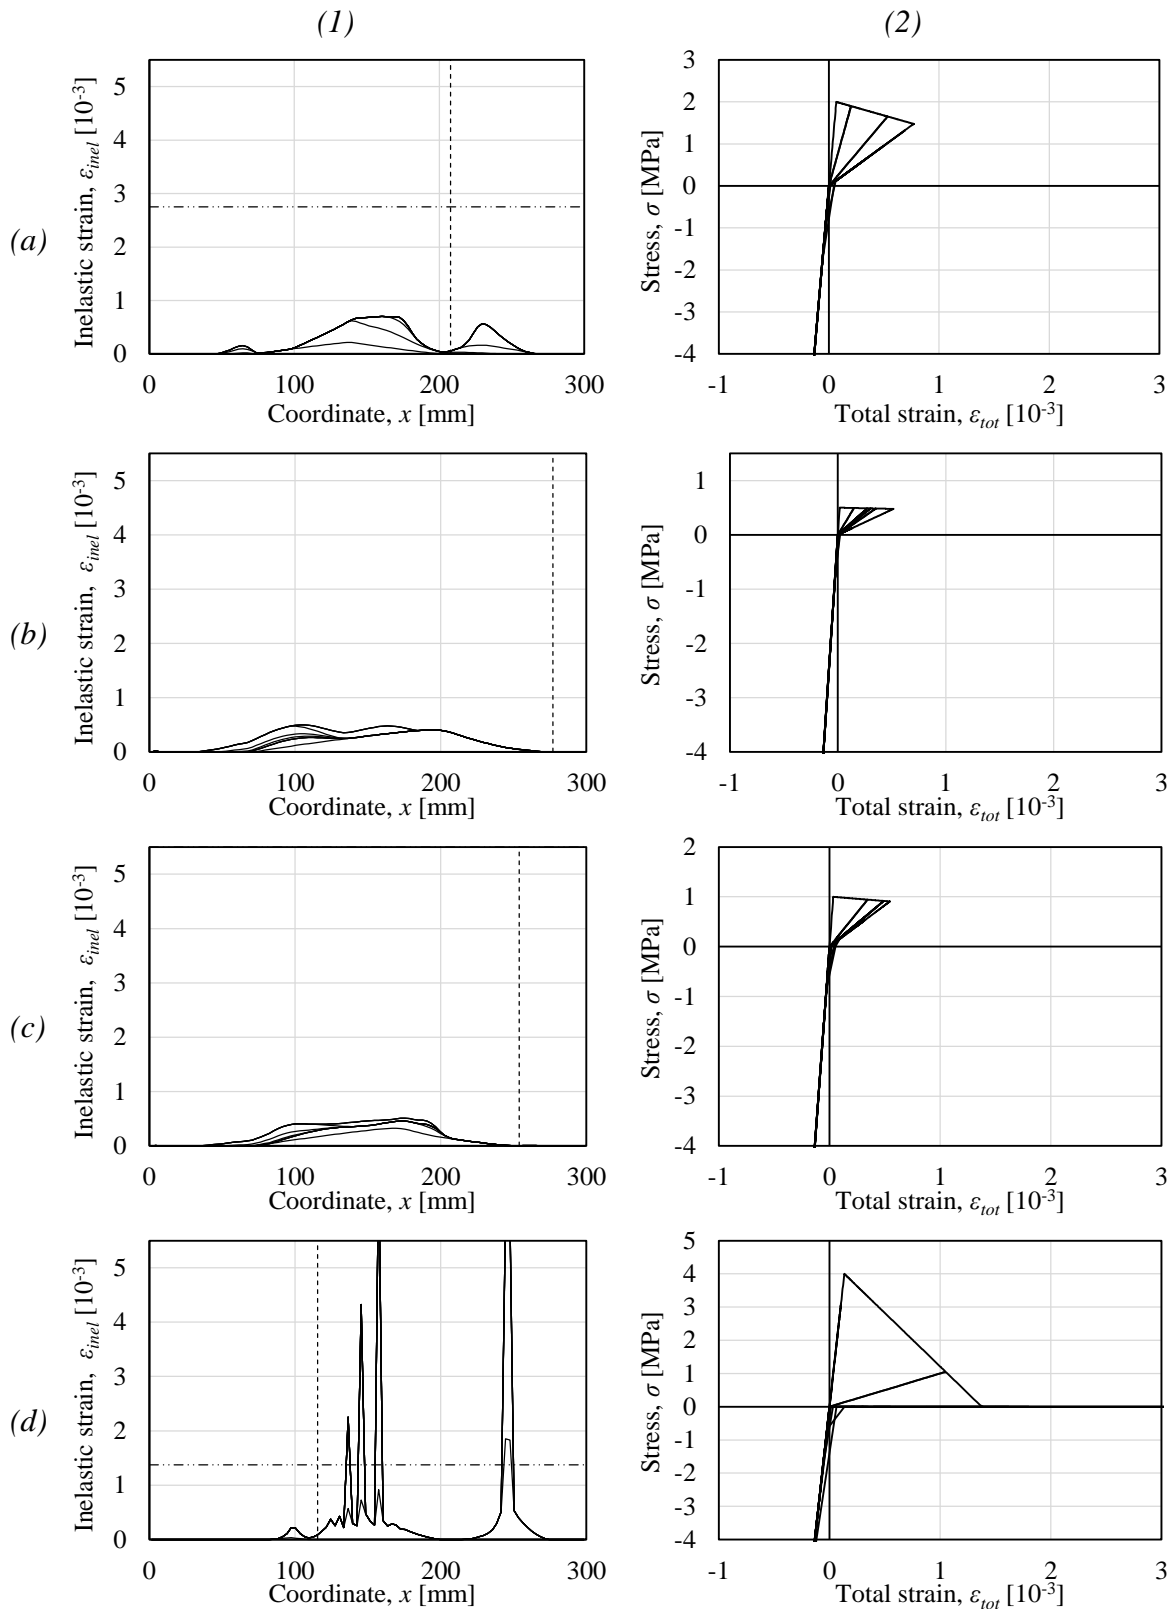 (1)
(2)
(a)
Inelastic strain, εinel [10-3]
5
4
3
2
1
0
0 100 200 300
Coordinate, x [mm]
Stress, σ [MPa]
3
2
1
0
-1
-2
-3
-4
-1 0 1 2 3
Total strain, εtot [10-3]
(b)
Inelastic strain, εinel [10-3]
5
4
3
2
1
0
0 100 200 300
Coordinate, x [mm]
Stress, σ [MPa]
1
0
-1
-2
-3
-4
-1 0 1 2 3
Total strain, εtot [10-3]
(c)
Inelastic strain, εinel [10-3]
5
4
3
2
1
0
0 100 200 300
Coordinate, x [mm]
Stress, σ [MPa]
2
1
0
-1
-2
-3
-4
-1 0 1 2 3
Total strain, εtot [10-3]
(d)
Inelastic strain, εinel [10-3]
5
4
3
2
1
0
0 100 200 300
Coordinate, x [mm]
Stress, σ [MPa]
5
4
3
2
1
0
-1
-2
-3
-4
-1 0 1 2 3
Total strain, εtot [10-3]